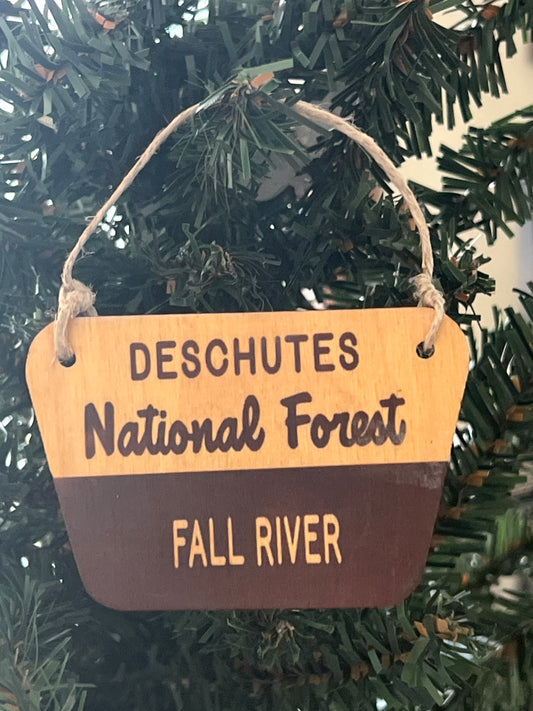 DESCHUTES
National Forest
FALL RIVER